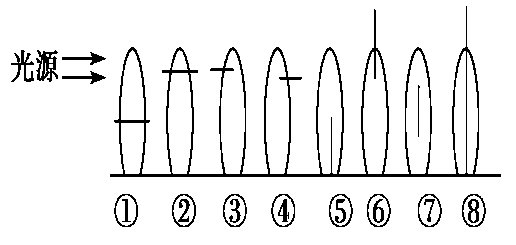 光源
① ② ③ ④ ⑤ ⑥ ⑦ ⑧